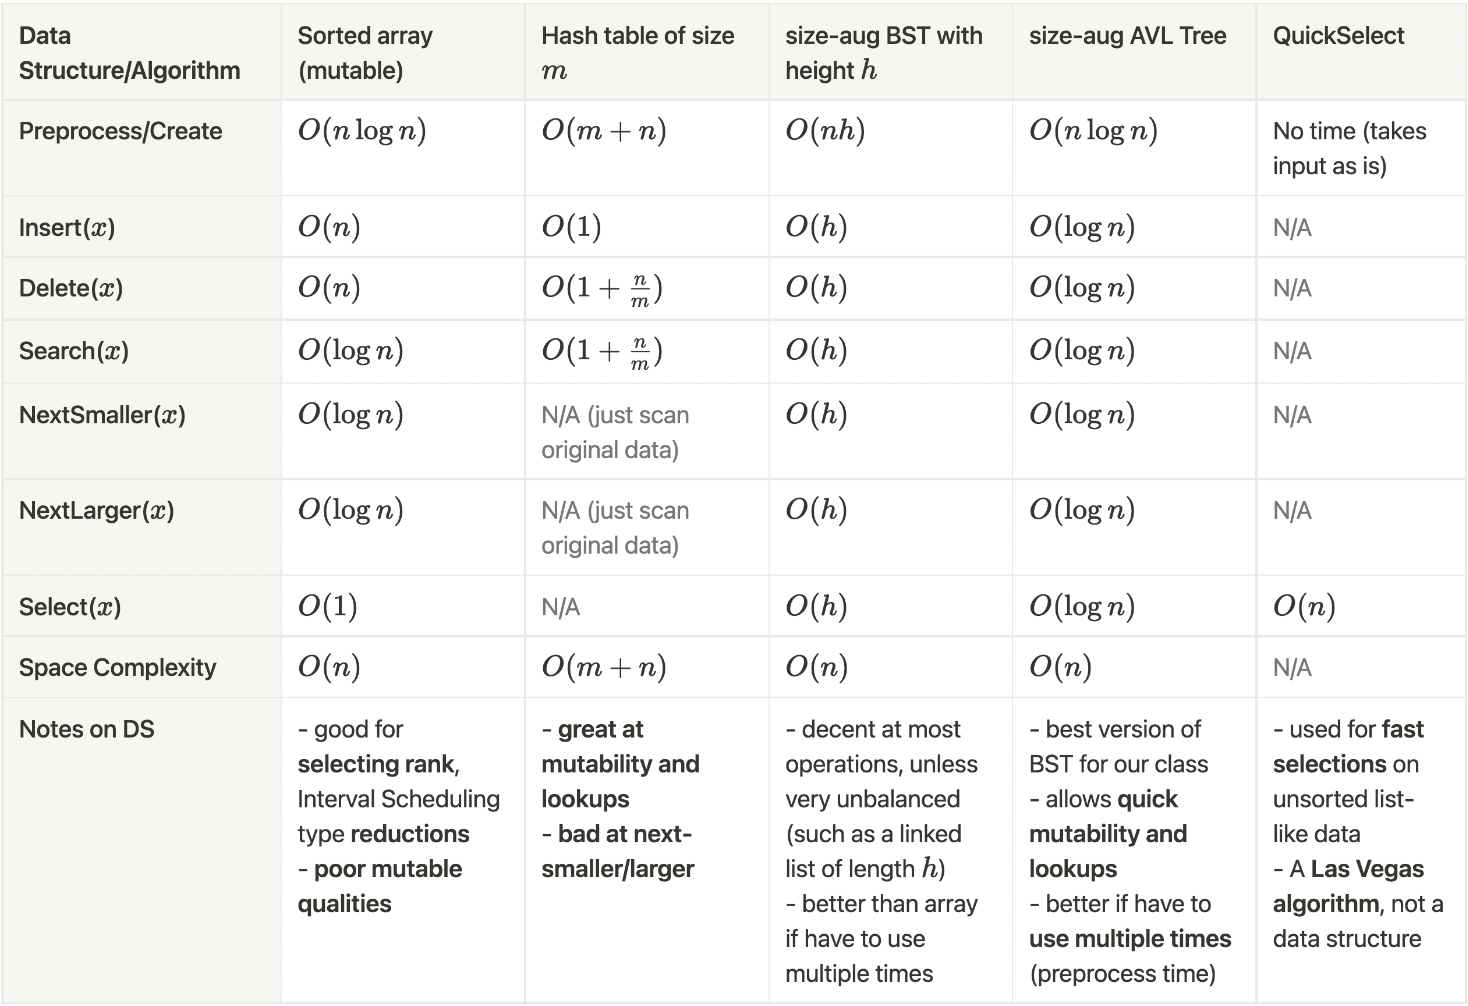 Data Structure/Algorithm | Sorted array (mutable) | Hash table of size m | size-aug BST with height h | size-aug AVL Tree | QuickSelect
Preprocess/Create | O(n log n) | O(m + n) | O(nh) | O(n log n) | No time (takes input as is)
Insert(x) | O(n) | O(1) | O(h) | O(log n) | N/A
Delete(x) | O(n) | O(1 + n/m) | O(h) | O(log n) | N/A
Search(x) | O(log n) | O(1 + n/m) | O(h) | O(log n) | N/A
NextSmaller(x) | O(log n) | N/A (just scan original data) | O(h) | O(log n) | N/A
NextLarger(x) | O(log n) | N/A (just scan original data) | O(h) | O(log n) | N/A
Select(x) | O(1) | N/A | O(h) | O(log n) | O(n)
Space Complexity | O(n) | O(m + n) | O(n) | O(n) | N/A
Notes on DS
- good for
selecting rank,
Interval Scheduling
type reductions
- poor mutable
qualities
- great at
mutability and
lookups
- bad at next-
smaller/larger
- decent at most
operations, unless
very unbalanced
(such as a linked
list of length h)
- better than array
if have to use
multiple times
- best version of
BST for our class
- allows quick
mutability and
lookups
- better if have to
use multiple times
(preprocess time)
- used for fast
selections on
unsorted list-
like data
- A Las Vegas
algorithm, not a
data structure